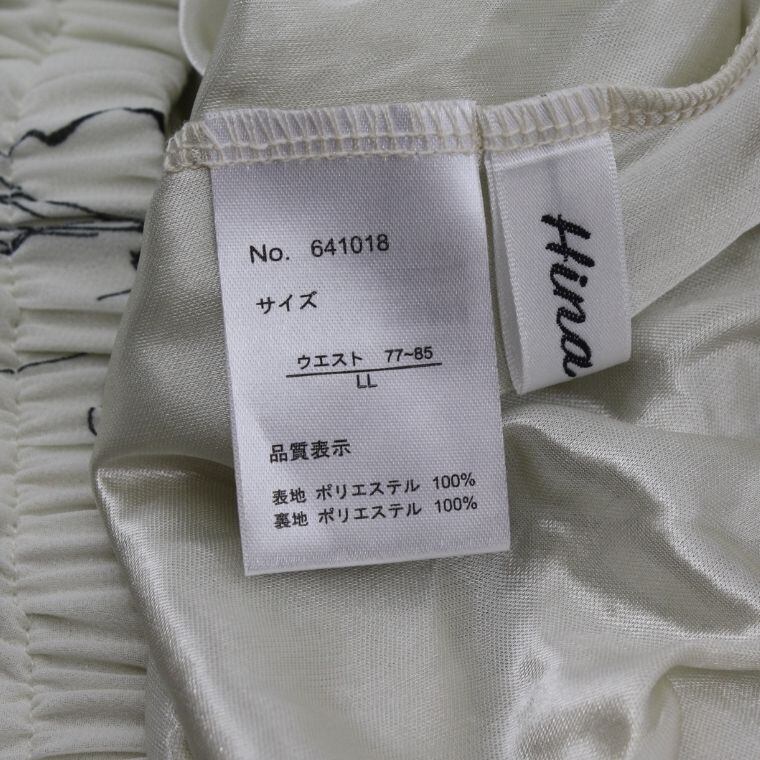 No. 641018
サイズ
ウエスト 77~85
LL
品質表示
表地 ポリエステル 100%
裏地 ポリエステル 100%
Hina